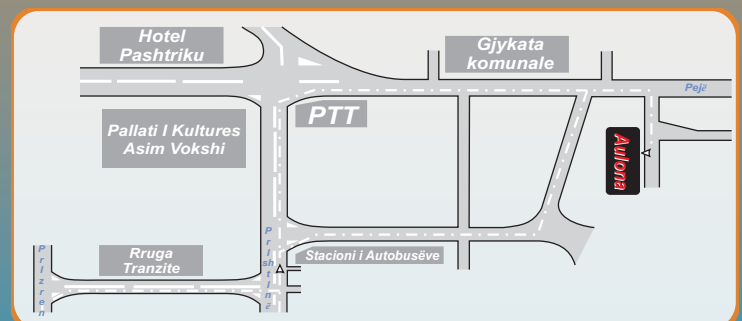 Hotel
Pashtriku
Gjykata
komunale
Pejë
PTT
Pallati I Kultures
Asim Vokshi
Aulona
Prishtinë
Rruga
Tranzite
Stacioni i Autobusëve
Prizren